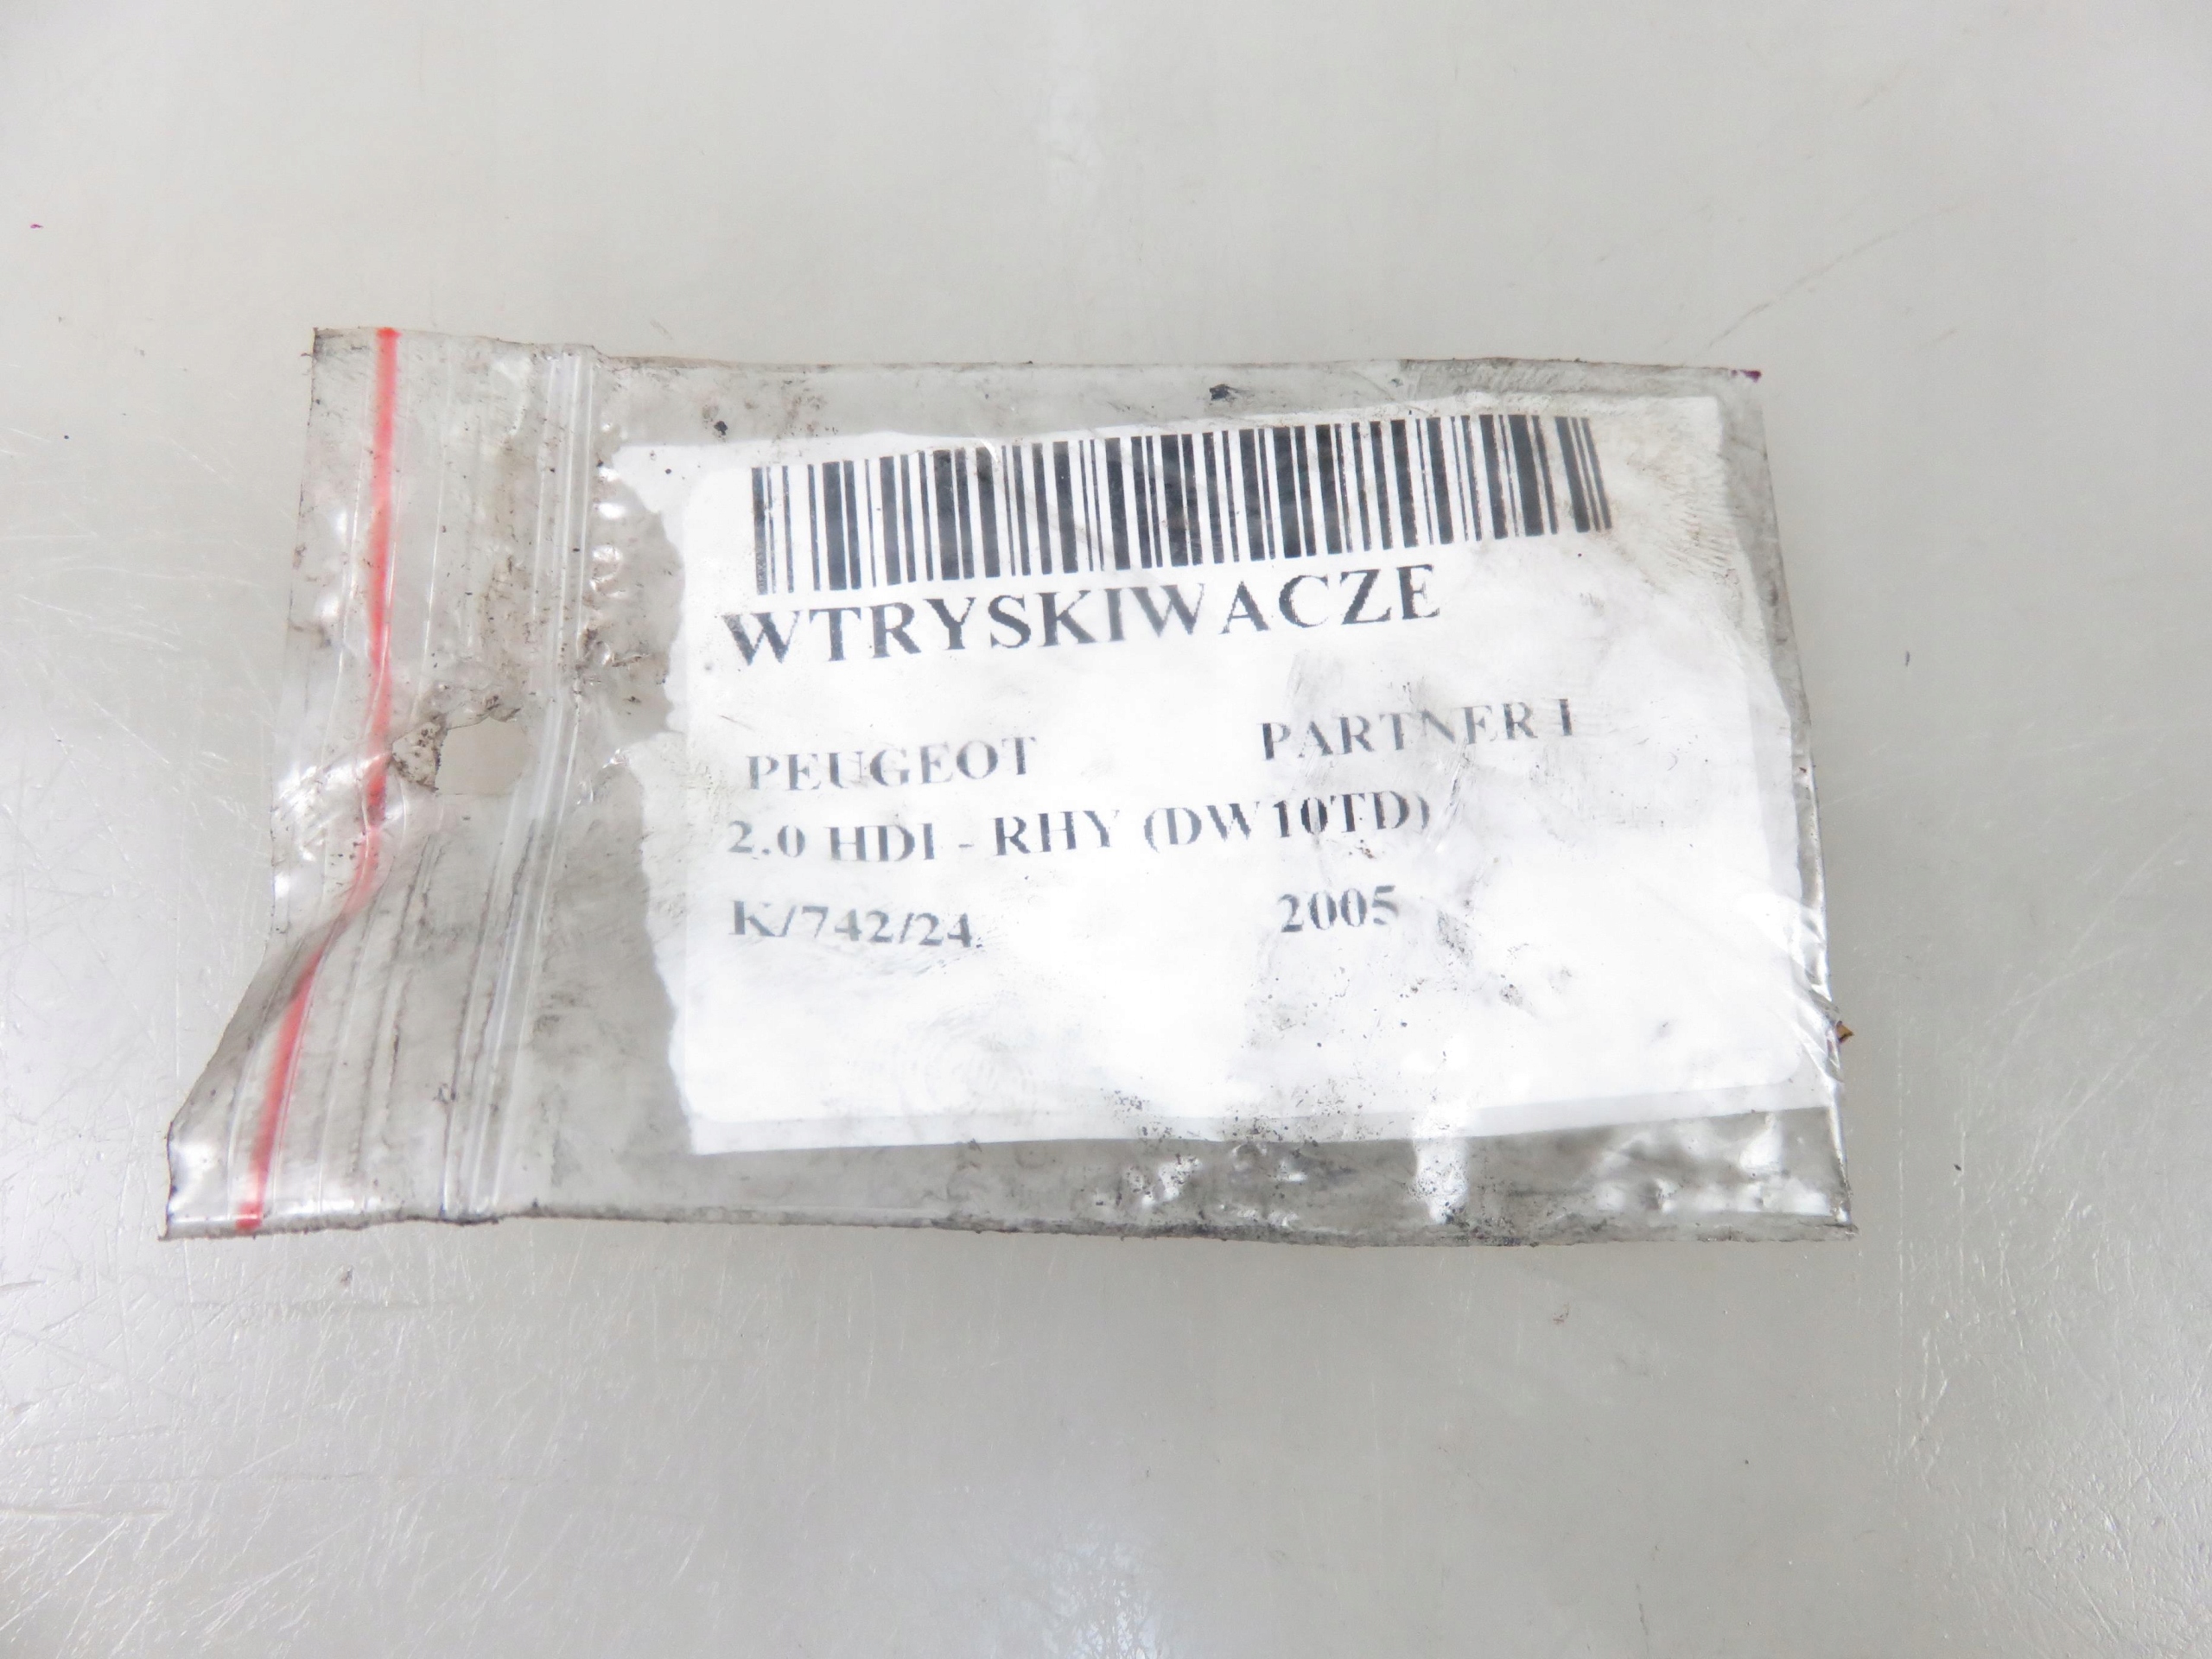 WTRYSKIWACZE
PEUGEOT PARTNER I
2.0 HDI - RHY (DW10TD)
K/742/24 2005